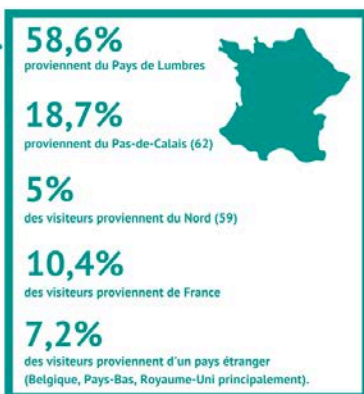 58,6%
proviennent du Pays de Lumbres
18,7%
proviennent du Pas-de-Calais (62)
5%
des visiteurs proviennent du Nord (59)
10,4%
des visiteurs proviennent de France
7,2%
des visiteurs proviennent d'un pays étranger
(Belgique, Pays-Bas, Royaume-Uni principalement).